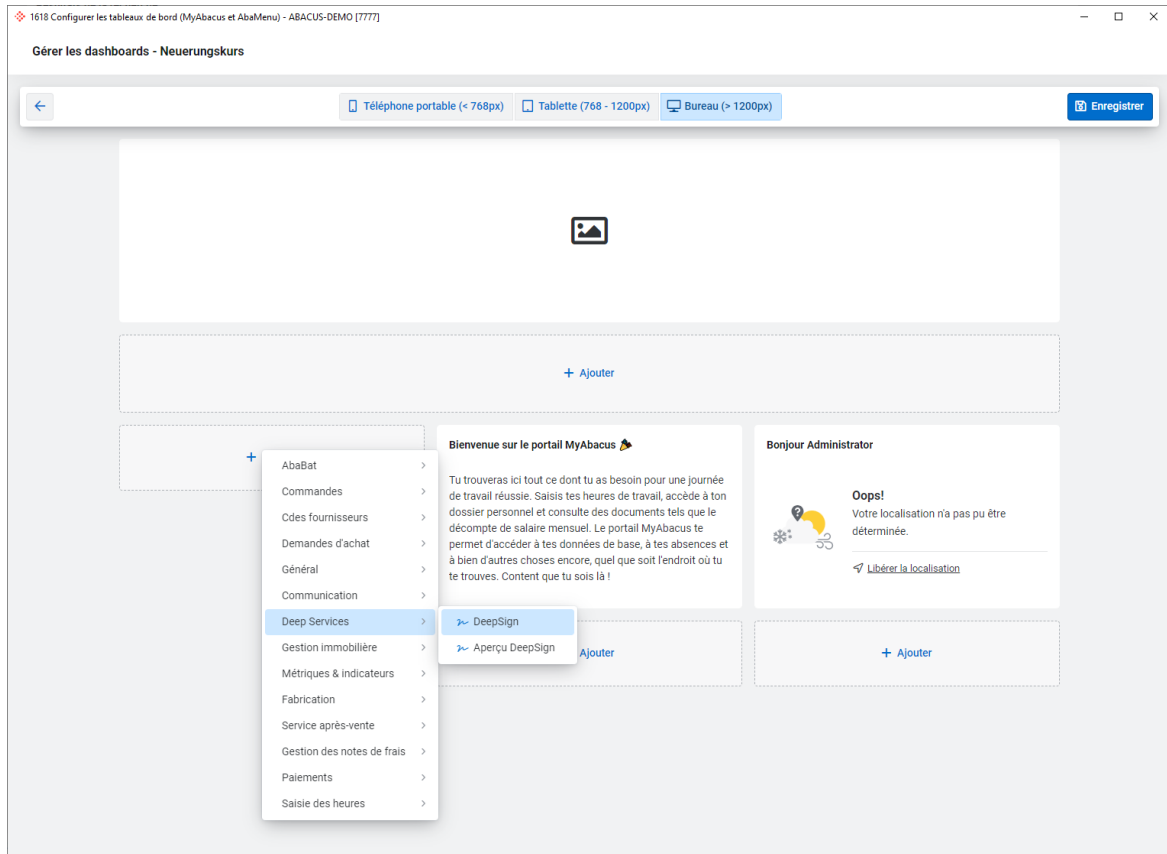 1618 Configurer les tableaux de bord (MyAbacus et AbaMenu) - ABACUS-DEMO [7777]
Gérer les dashboards - Neuerungskurs
Téléphone portable (< 768px)
Tablette (768 - 1200px)
Bureau (> 1200px)
Enregistrer
+ Ajouter
+
Bienvenue sur le portail MyAbacus
Tu trouveras ici tout ce dont tu as besoin pour une journée
de travail réussie. Saisis tes heures de travail, accède à ton
dossier personnel et consulte des documents tels que le
décompte de salaire mensuel. Le portail MyAbacus te
permet d'accéder à tes données de base, à tes absences et
à bien d'autres choses encore, quel que soit l'endroit où tu
te trouves. Content que tu sois là !
Bonjour Administrator
?
Oops!
Votre localisation n'a pas pu être
déterminée.
Libérer la localisation
AbaBat
Commandes
Cdes fournisseurs
Demandes d'achat
Général
Communication
Deep Services
Gestion immobilière
Métriques & indicateurs
Fabrication
Service après-vente
Gestion des notes de frais
Paiements
Saisie des heures
DeepSign
Aperçu DeepSign
Ajouter
+ Ajouter